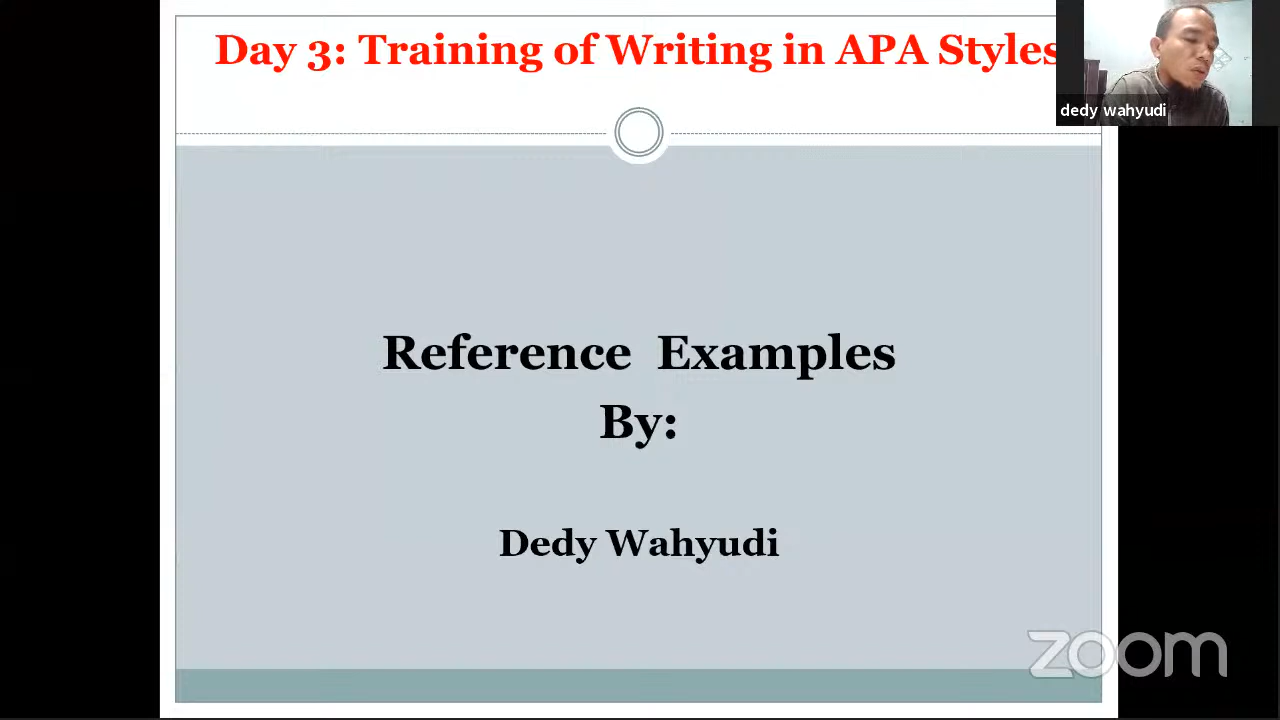 Day 3: Training of Writing in APA Styles
dedy wahyudi
Reference Examples
By:
Dedy Wahyudi
zoom